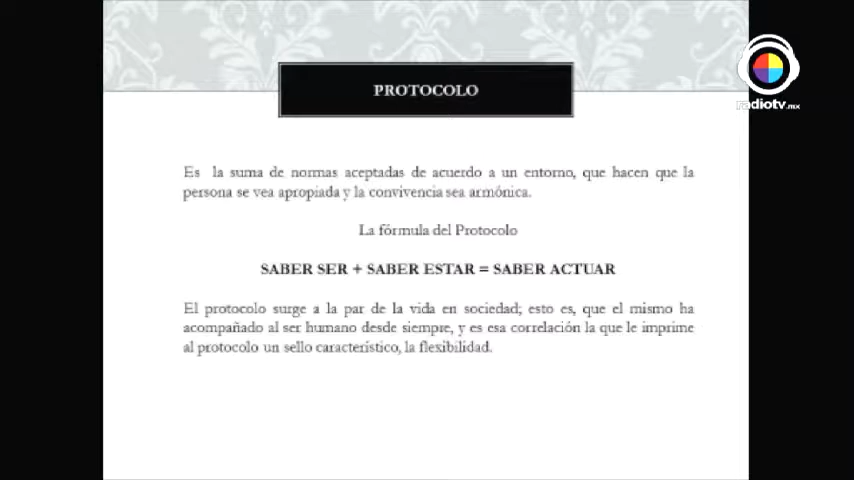 PROTOCOLO
radiotv.mx
Es la suma de normas aceptadas de acuerdo a un entorno, que hacen que la
persona se vea apropiada y la convivencia sea armónica.
La fórmula del Protocolo
SABER SER + SABER ESTAR = SABER ACTUAR
El protocolo surge a la par de la vida en sociedad; esto es, que el mismo ha
acompañado al ser humano desde siempre, y es esa correlación la que le imprime
al protocolo un sello característico, la flexibilidad.